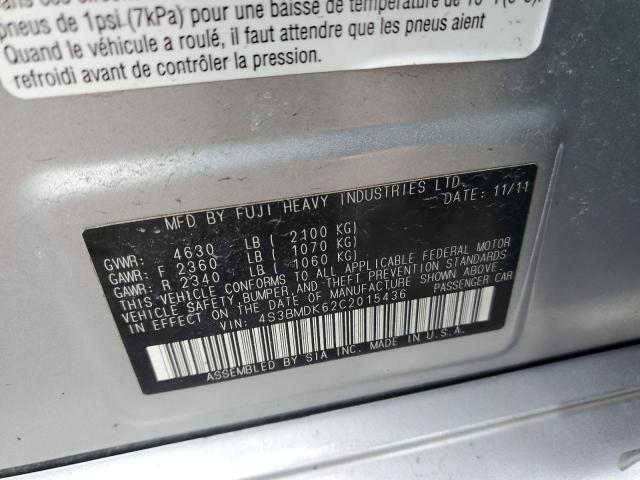 pneus de 1psi.(7kPa) pour une baisse de température de
Quand le véhicule a roulé, il faut attendre que les pneus aient
refroidi avant de contrôler la pression.
MFD BY FUJI HEAVY INDUSTRIES LTD. DATE: 11/11
GVWR: 4630 LB ( 2100 KG)
GAWR: F 2360 LB ( 1070 KG)
GAWR: R 2340 LB ( 1060 KG)
THIS VEHICLE CONFORMS TO ALL APPLICABLE FEDERAL MOTOR
VEHICLE SAFETY, BUMPER, AND THEFT PREVENTION STANDARDS
IN EFFECT ON THE DATE OF MANUFACTURE SHOWN ABOVE.
VIN: 4S3BMDK62C2015436 PASSENGER CAR
ASSEMBLED BY SIA INC. MADE IN U.S.A.